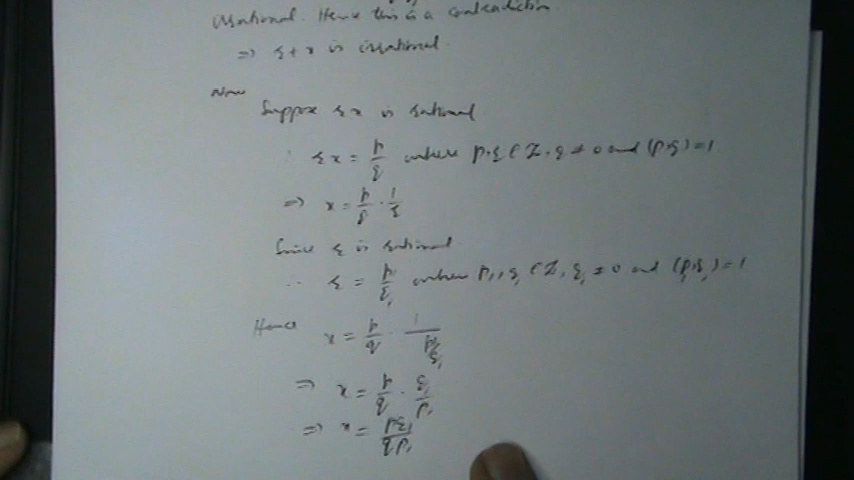 irrational. Hence this is a contradiction.
⇒ r + x is irrational.
Now
Suppose rx is rational
∴ rx = p/q where p, q ∈ Z, q ≠ 0 and (p, q) = 1
⇒ x = p/q · 1/r
Since r is rational.
∴ r = p₁/q₁ where p₁, q₁ ∈ Z, q₁ ≠ 0 and (p₁, q₁) = 1
Hence x = p/q · 1/(p₁/q₁)
⇒ x = p/q · q₁/p₁
⇒ x = pq₁/qp₁